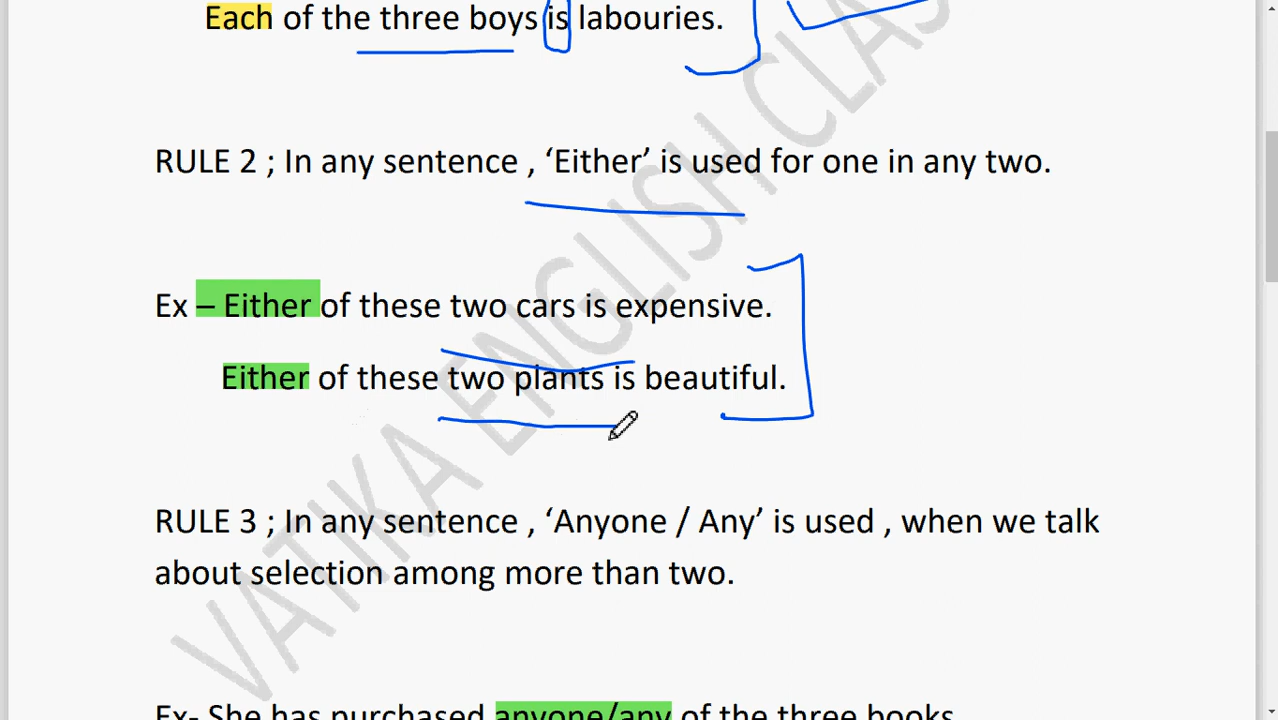 Each of the three boys is labouries.
RULE 2 ; In any sentence , ‘Either’ is used for one in any two.
Ex – Either of these two cars is expensive.
Either of these two plants is beautiful.
RULE 3 ; In any sentence , ‘Anyone / Any’ is used , when we talk
about selection among more than two.
Ex- She has purchased anyone/any of the three books
VATIKA ENGLISH CLAS